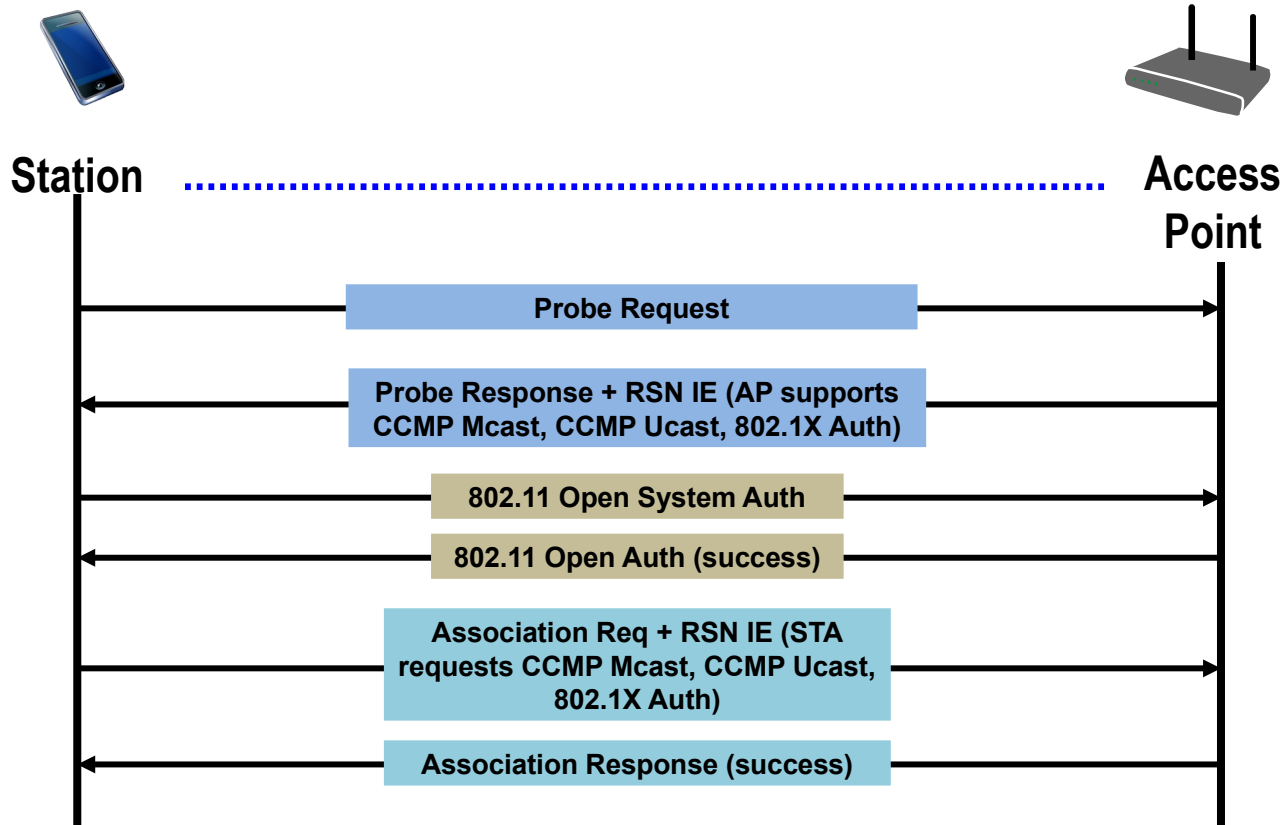 Station
Access
Point
Probe Request
Probe Response + RSN IE (AP supports
CCMP Mcast, CCMP Ucast, 802.1X Auth)
802.11 Open System Auth
802.11 Open Auth (success)
Association Req + RSN IE (STA
requests CCMP Mcast, CCMP Ucast,
802.1X Auth)
Association Response (success)